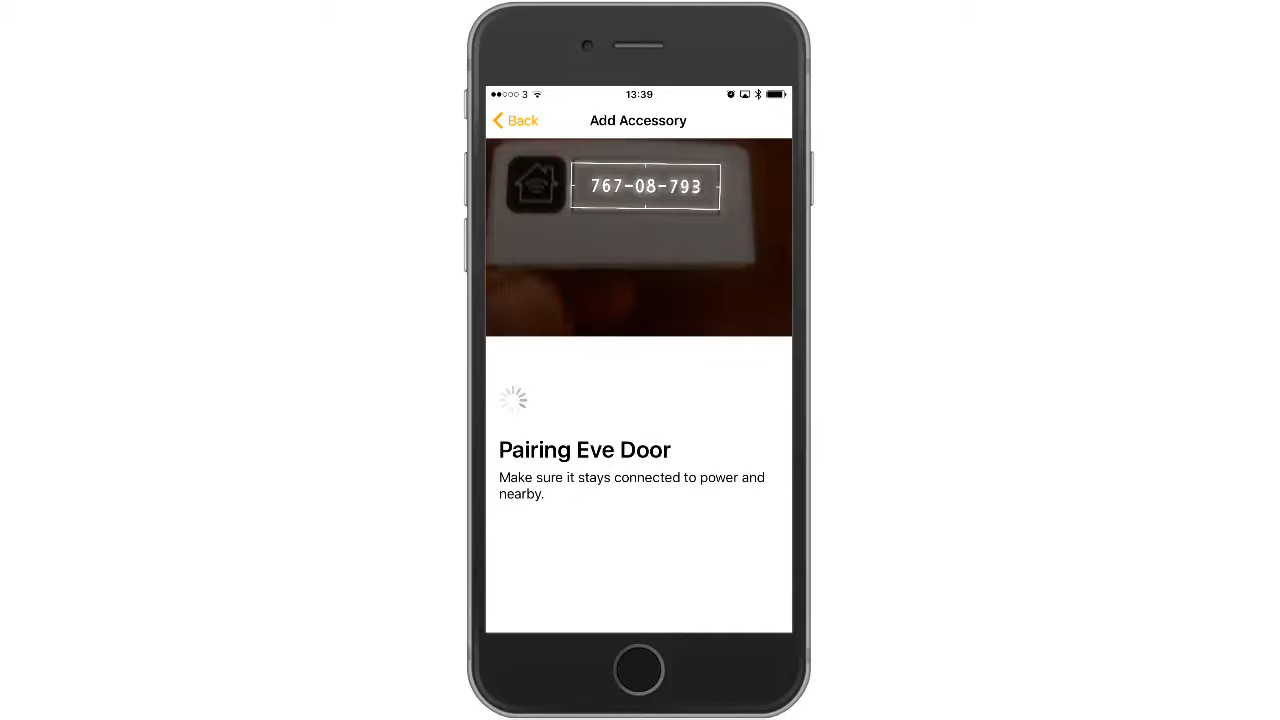 3 13:39
Back Add Accessory
767-08-793
Pairing Eve Door
Make sure it stays connected to power and
nearby.